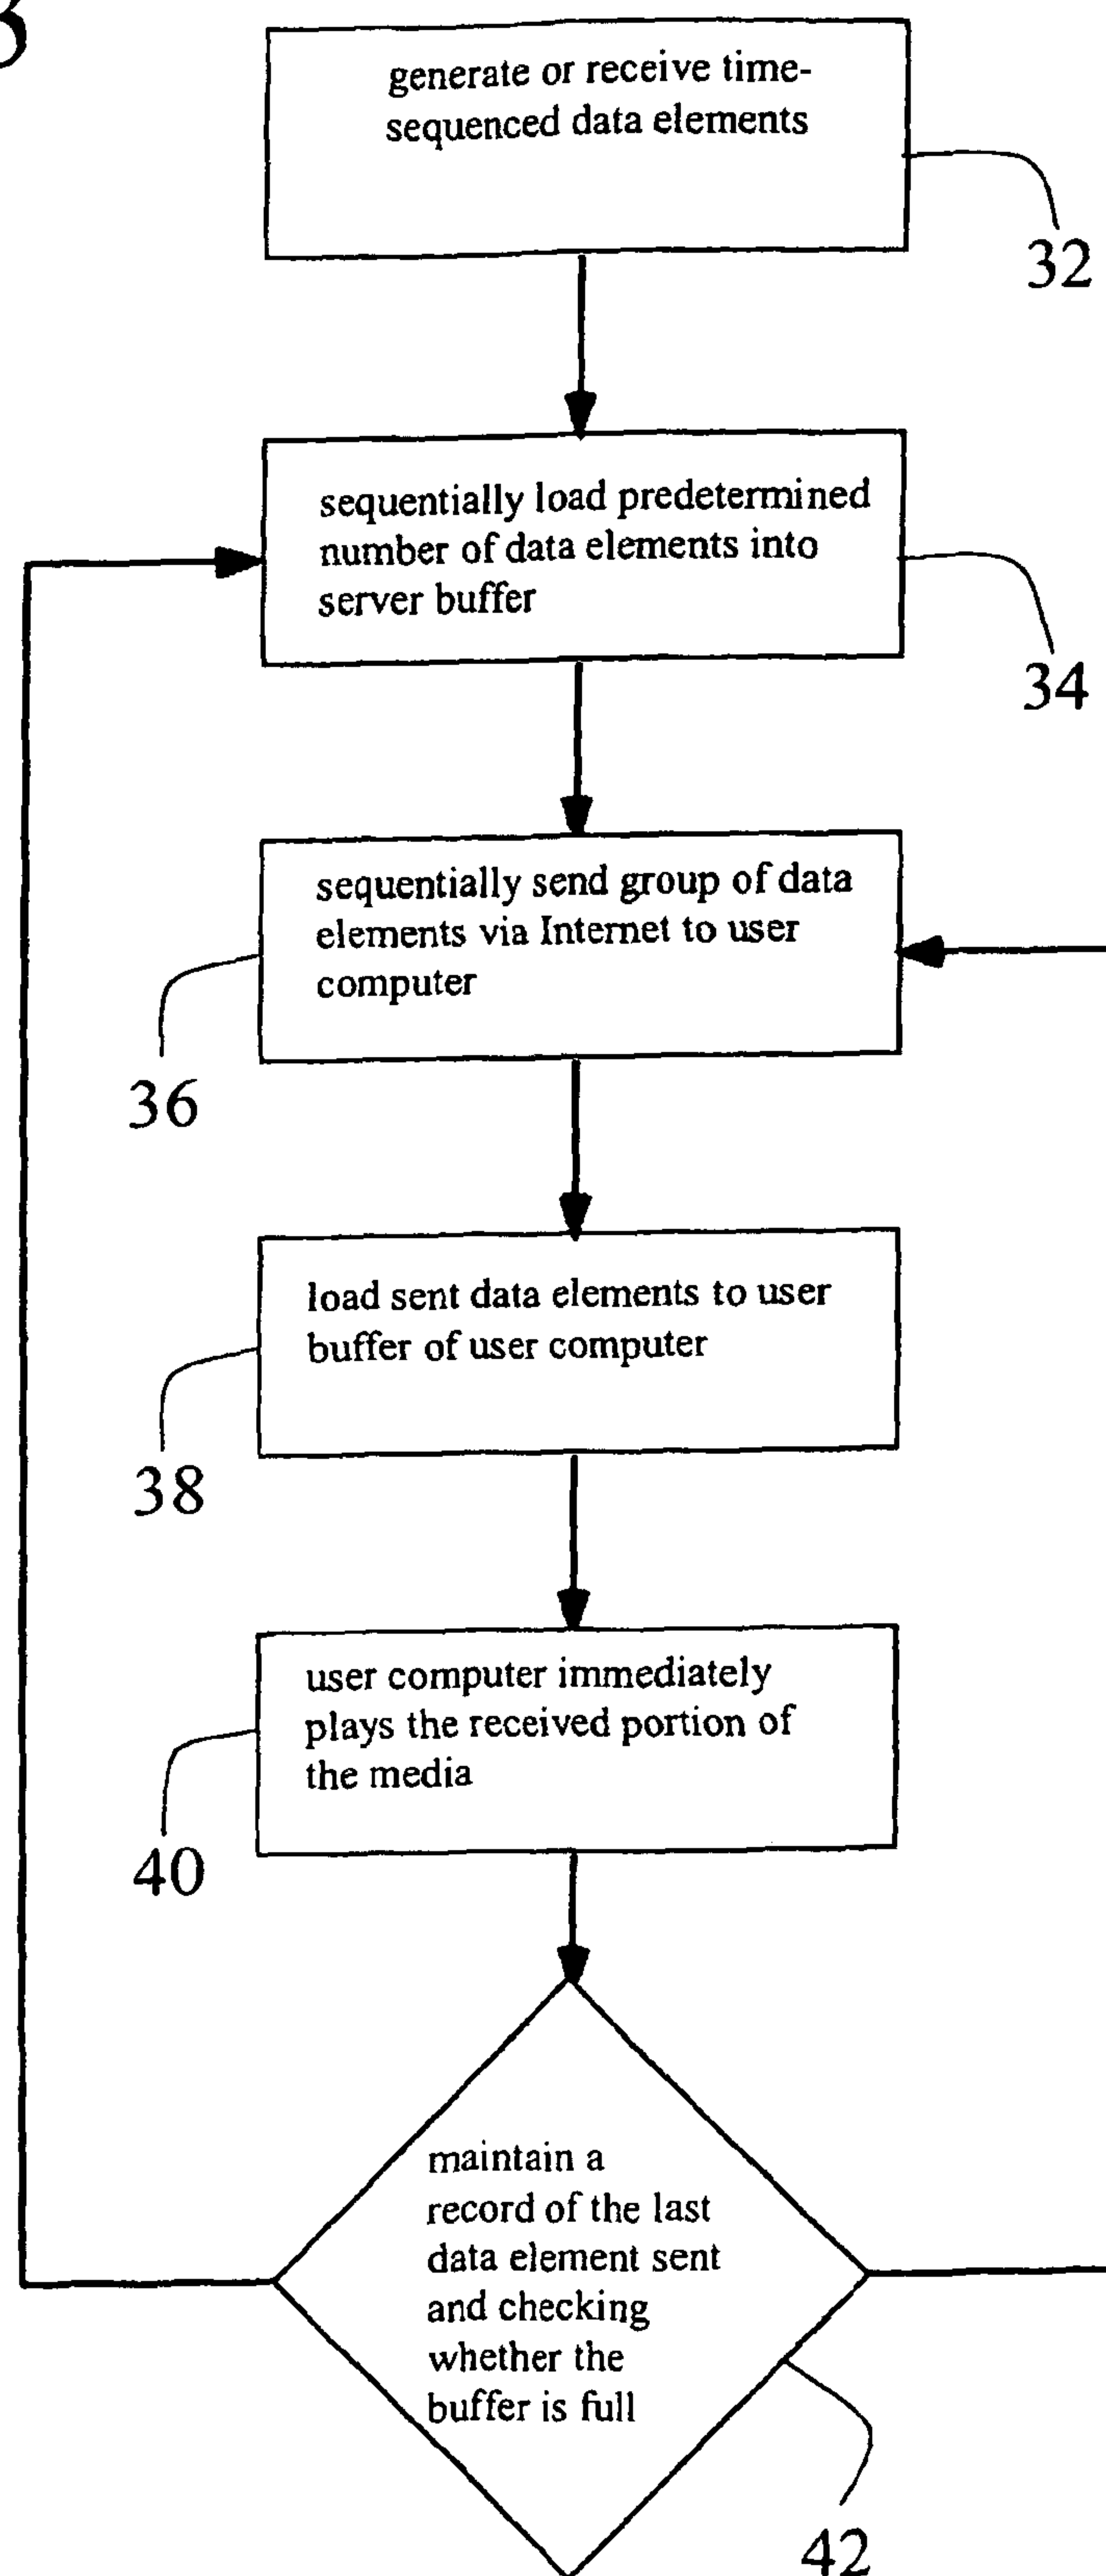 3
generate or receive time-
sequenced data elements
32
sequentially load predetermined
number of data elements into
server buffer
34
sequentially send group of data
elements via Internet to user
computer
36
load sent data elements to user
buffer of user computer
38
user computer immediately
plays the received portion of
the media
40
maintain a
record of the last
data element sent
and checking
whether the
buffer is full
42